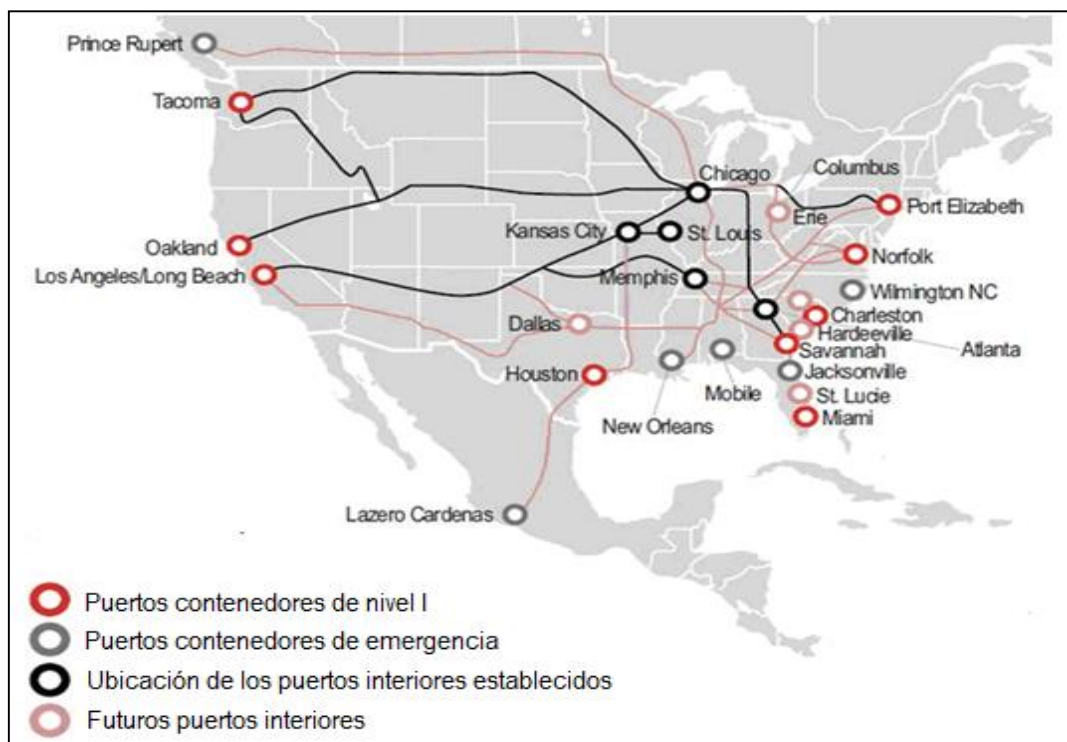 Prince Rupert
Tacoma
Chicago
Columbus
Erie
Port Elizabeth
Oakland
Kansas City
St. Louis
Norfolk
Los Angeles/Long Beach
Memphis
Wilmington NC
Charleston
Dallas
Hardeeville
Savannah
Atlanta
Houston
Jacksonville
Mobile
St. Lucie
New Orleans
Miami
Lazero Cardenas
Puertos contenedores de nivel I
Puertos contenedores de emergencia
Ubicación de los puertos interiores establecidos
Futuros puertos interiores